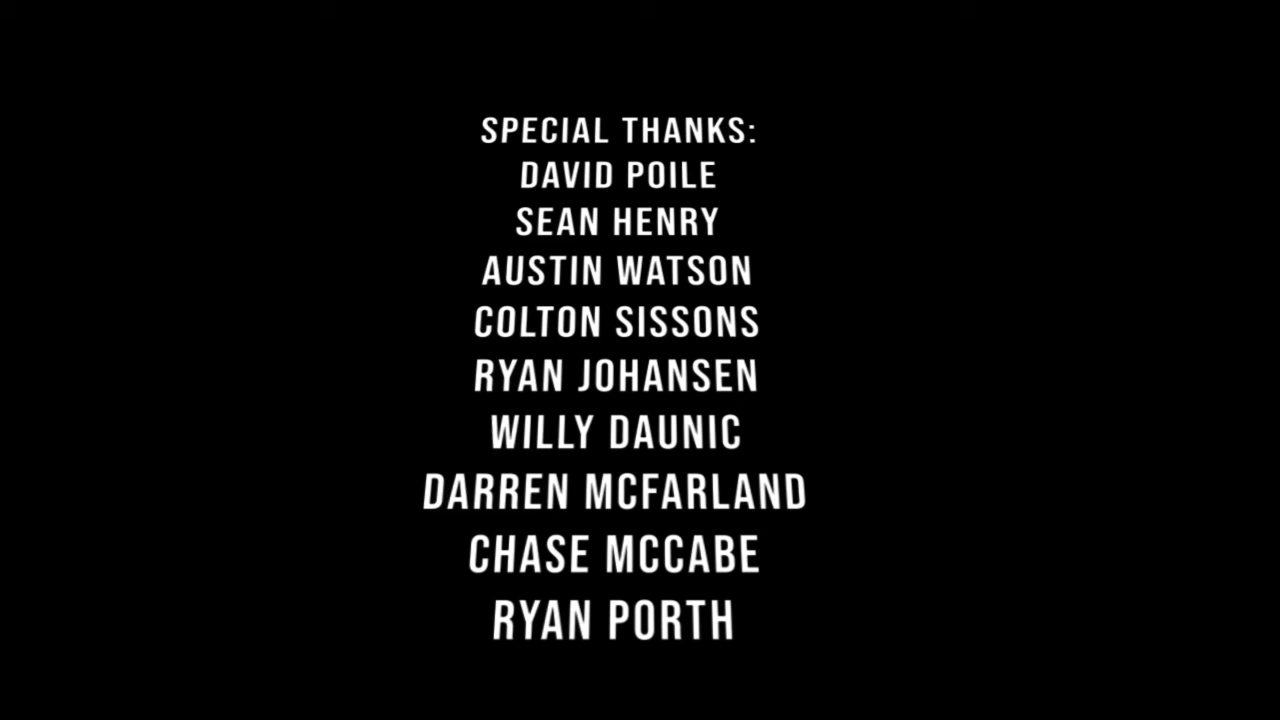 SPECIAL THANKS:
DAVID POILE
SEAN HENRY
AUSTIN WATSON
COLTON SISSONS
RYAN JOHANSEN
WILLY DAUNIC
DARREN MCFARLAND
CHASE MCCABE
RYAN PORTH